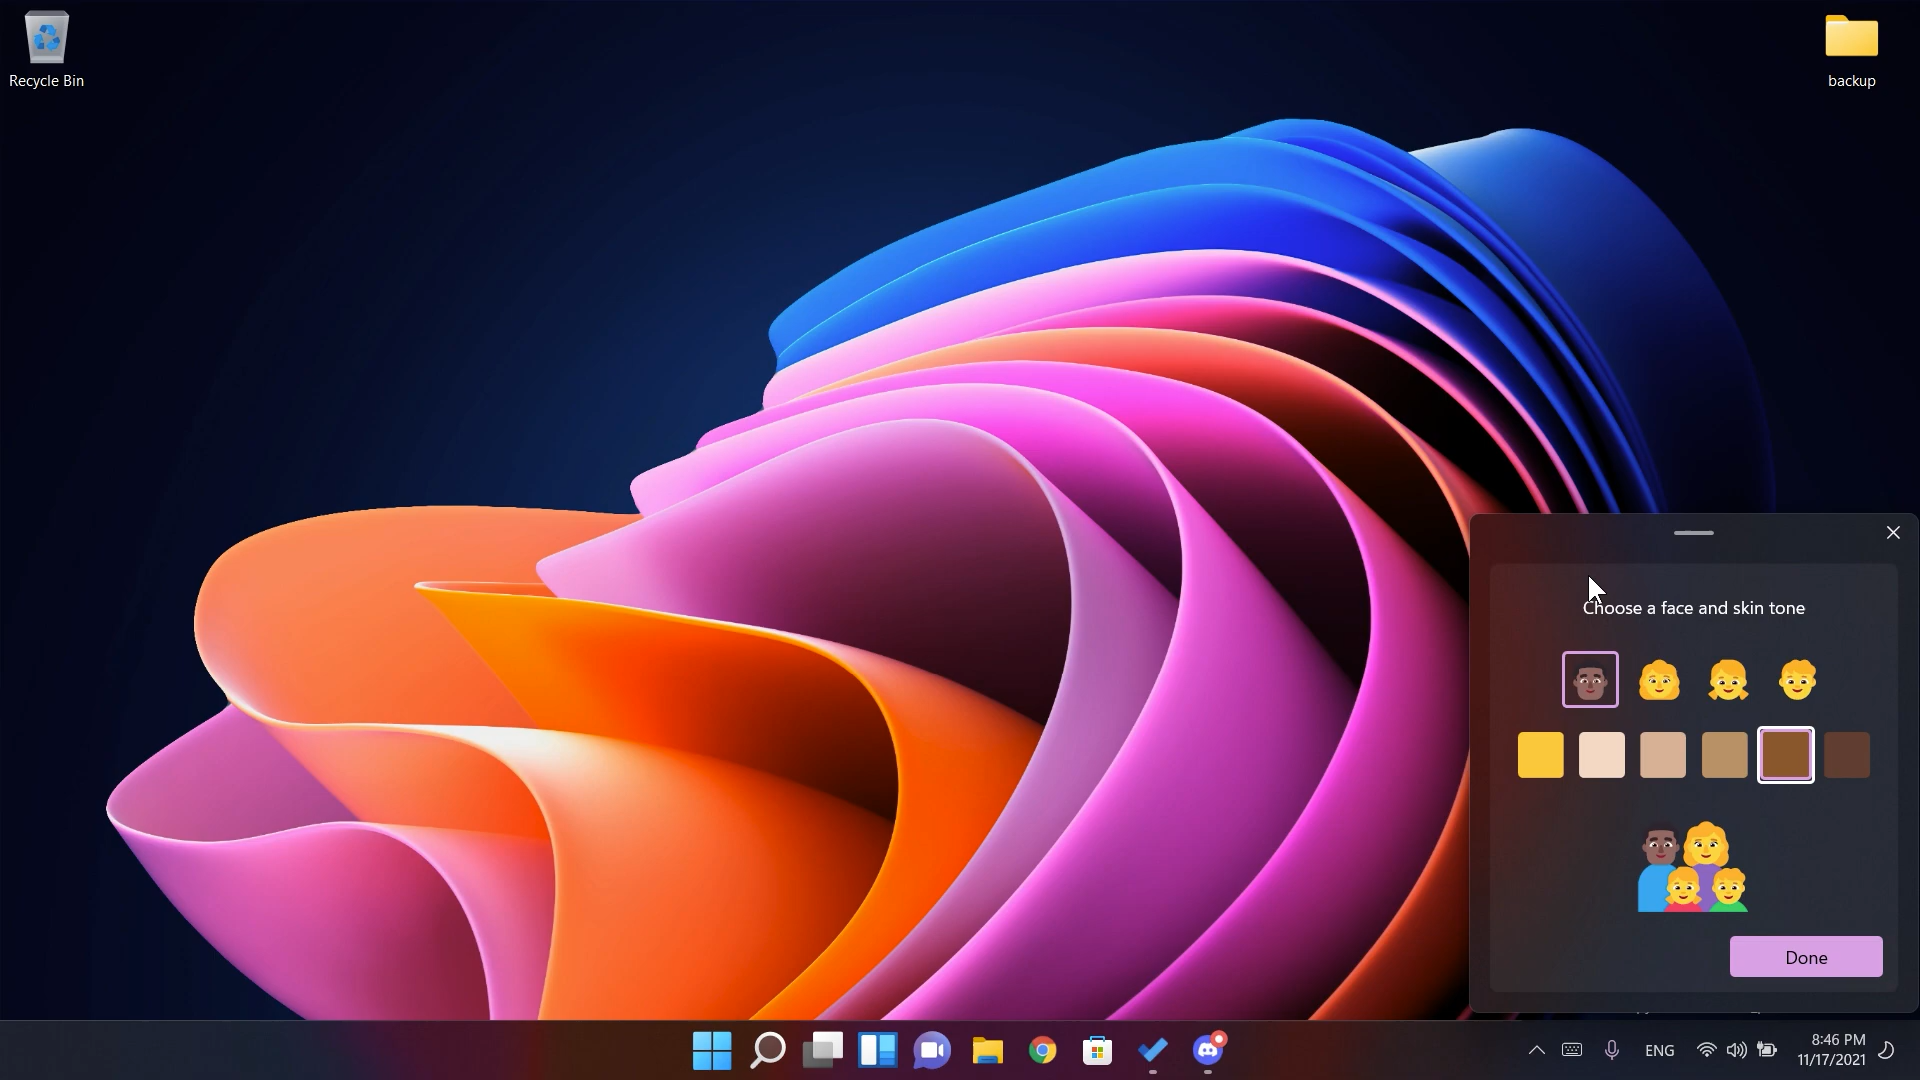 Recycle Bin
backup
Choose a face and skin tone
Done
ENG
8:46 PM
11/17/2021